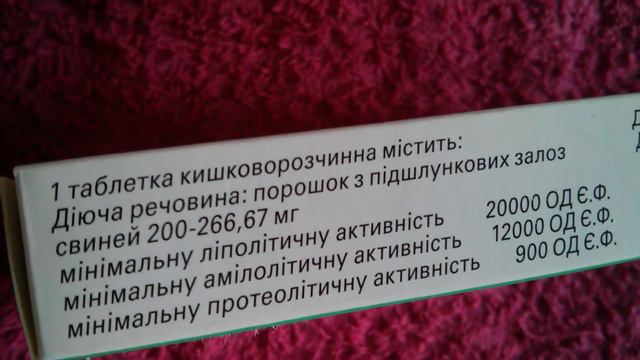 1 таблетка кишковорозчинна містить:
Діюча речовина: порошок з підшлункових залоз
свиней 200-266,67 мг
мінімальну ліполітичну активність 20000 ОД Є.Ф.
мінімальну амілолітичну активність 12000 ОД Є.Ф.
мінімальну протеолітичну активність 900 ОД Є.Ф.